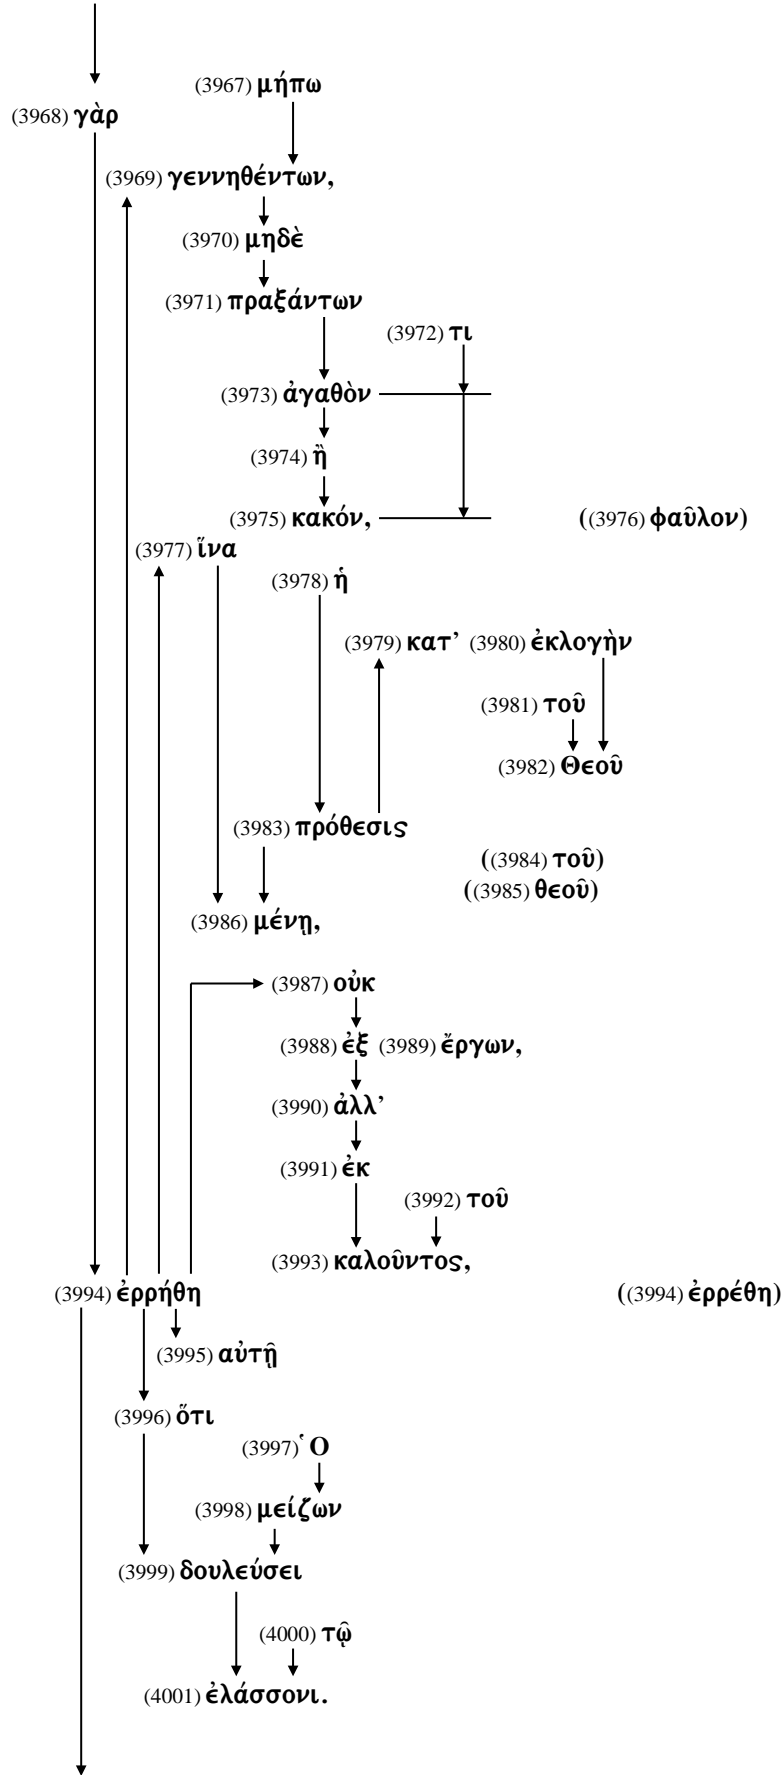 (3967) μήπω
(3968) γὰρ
(3969) γεννηθέντων,
(3970) μηδὲ
(3971) πραξάντων
(3972) τι
(3973) ἀγαθὸν
(3974) ἢ
(3975) κακόν, ((3976) φαῦλον)
(3977) ἵνα
(3978) ἡ
(3979) κατ’ (3980) ἐκλογὴν
(3981) τοῦ
(3982) Θεοῦ
(3983) πρόθεσις
((3984) τοῦ)
((3985) θεοῦ)
(3986) μένῃ,
(3987) οὐκ
(3988) ἐξ (3989) ἔργων,
(3990) ἀλλ’
(3991) ἐκ
(3992) τοῦ
(3993) καλοῦντος,
(3994) ἐρρήθη ((3994) ἐρρέθη)
(3995) αὐτῇ
(3996) ὅτι
(3997) Ὁ
(3998) μείζων
(3999) δουλεύσει
(4000) τῷ
(4001) ἐλάσσονι.